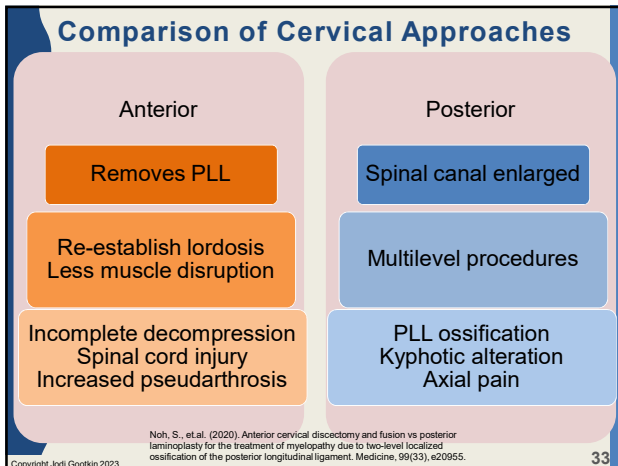 Comparison of Cervical Approaches
Anterior
Removes PLL
Re-establish lordosis
Less muscle disruption
Incomplete decompression
Spinal cord injury
Increased pseudarthrosis
Posterior
Spinal canal enlarged
Multilevel procedures
PLL ossification
Kyphotic alteration
Axial pain
Noh, S., et.al. (2020). Anterior cervical discectomy and fusion vs posterior
laminoplasty for the treatment of myelopathy due to two-level localized
ossification of the posterior longitudinal ligament. Medicine, 99(33), e20955.
Copyright Jodi Gootkin 2023
33